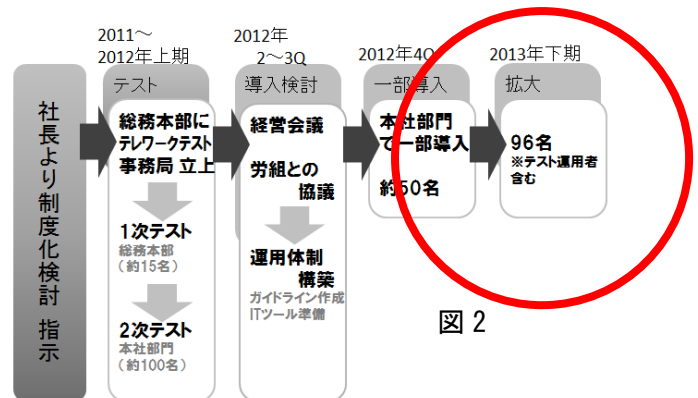 社長より制度化検討 指示
2011～
2012年上期
テスト
総務本部に
テレワークテスト
事務局 立上
1次テスト
総務本部
（約15名）
2次テスト
本社部門
（約100名）
2012年
2～3Q
導入検討
経営会議
労組との
協議
運用体制
構築
ガイドライン作成
ITツール準備
2012年4Q
一部導入
本社部門
で一部導入
約50名
2013年下期
拡大
96名
※テスト運用者
含む
図2